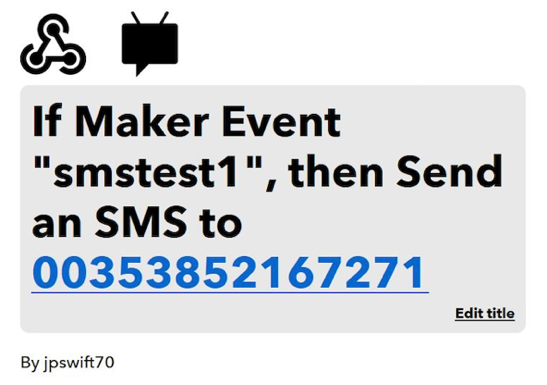 If Maker Event
"smstest1", then Send
an SMS to
00353852167271
Edit title
By jpswift70